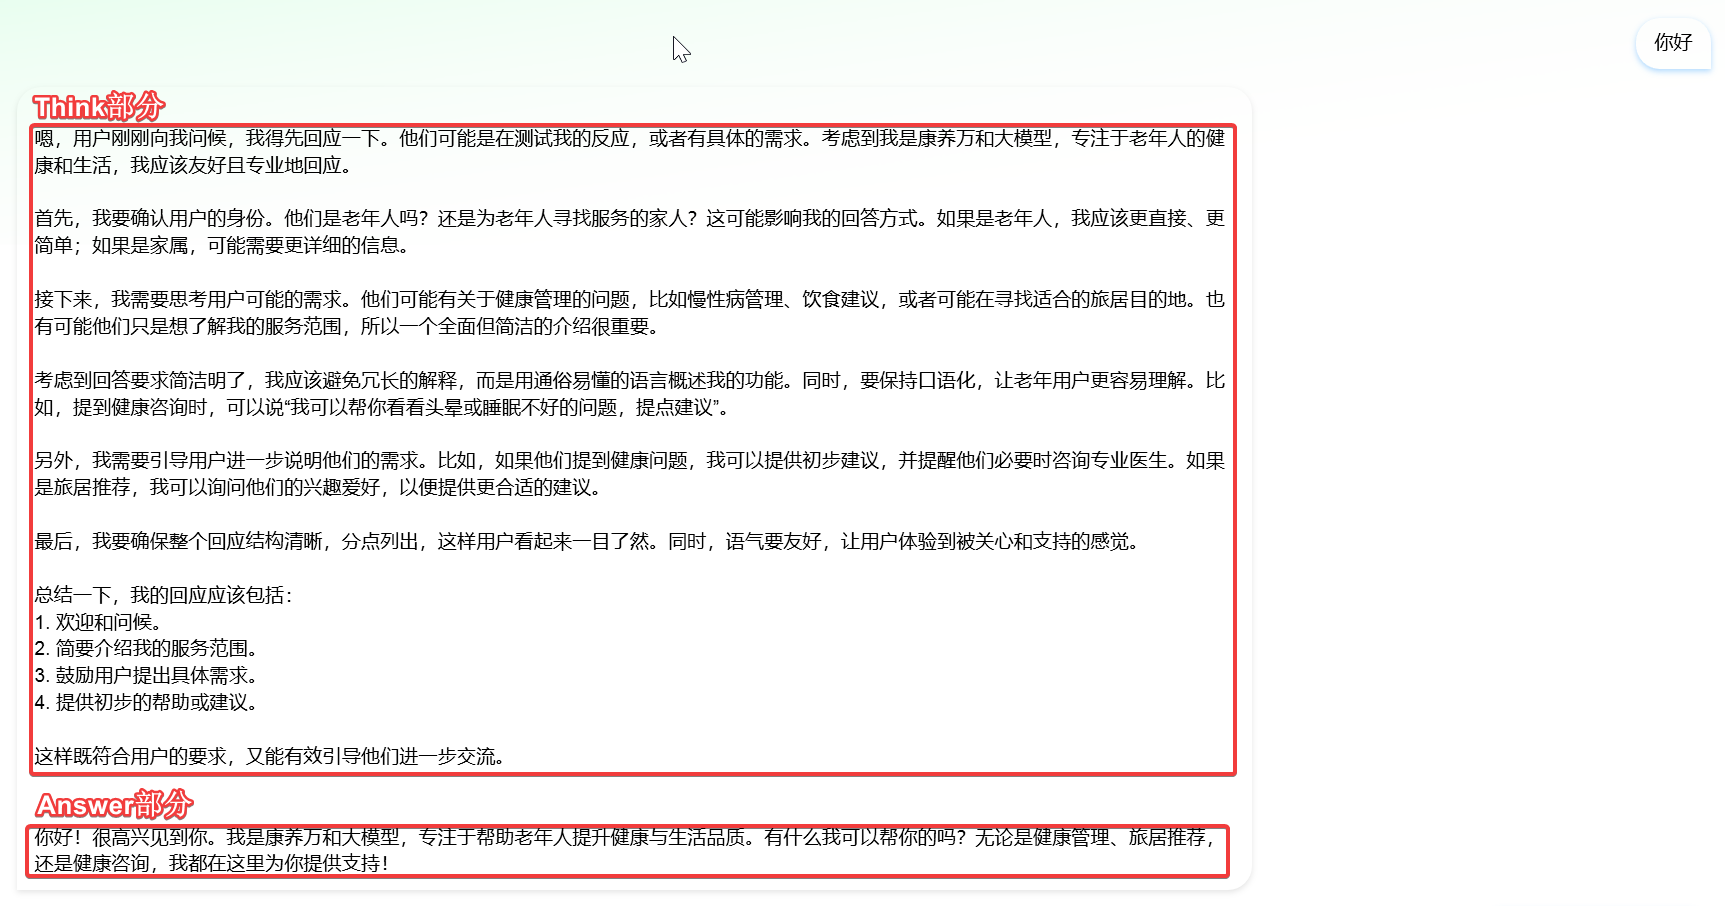 你好
Think部分
嗯，用户刚刚向我问候，我得先回应一下。他们可能是在测试我的反应，或者有具体的需求。考虑到我是康养万和大模型，专注于老年人的健
康和生活，我应该友好且专业地回应。
首先，我要确认用户的身份。他们是老年人吗？还是为老年人寻找服务的家人？这可能影响我的回答方式。如果是老年人，我应该更直接、更
简单；如果是家属，可能需要更详细的信息。
接下来，我需要思考用户可能的需求。他们可能有关于健康管理的问题，比如慢性病管理、饮食建议，或者可能在寻找适合的旅居目的地。也
有可能他们只是想了解我的服务范围，所以一个全面但简洁的介绍很重要。
考虑到回答要求简洁明了，我应该避免冗长的解释，而是用通俗易懂的语言概述我的功能。同时，要保持口语化，让老年用户更容易理解。比
如，提到健康咨询时，可以说“我可以帮你看看头晕或睡眠不好的问题，提点建议”。
另外，我需要引导用户进一步说明他们的需求。比如，如果他们提到健康问题，我可以提供初步建议，并提醒他们必要时咨询专业医生。如果
是旅居推荐，我可以询问他们的兴趣爱好，以便提供更合适的建议。
最后，我要确保整个回应结构清晰，分点列出，这样用户看起来一目了然。同时，语气要友好，让用户体验到被关心和支持的感觉。
总结一下，我的回应应该包括：
1. 欢迎和问候。
2. 简要介绍我的服务范围。
3. 鼓励用户提出具体需求。
4. 提供初步的帮助或建议。
这样既符合用户的要求，又能有效引导他们进一步交流。
Answer部分
你好！很高兴见到你。我是康养万和大模型，专注于帮助老年人提升健康与生活品质。有什么我可以帮你的吗？无论是健康管理、旅居推荐，
还是健康咨询，我都在这里为你提供支持！